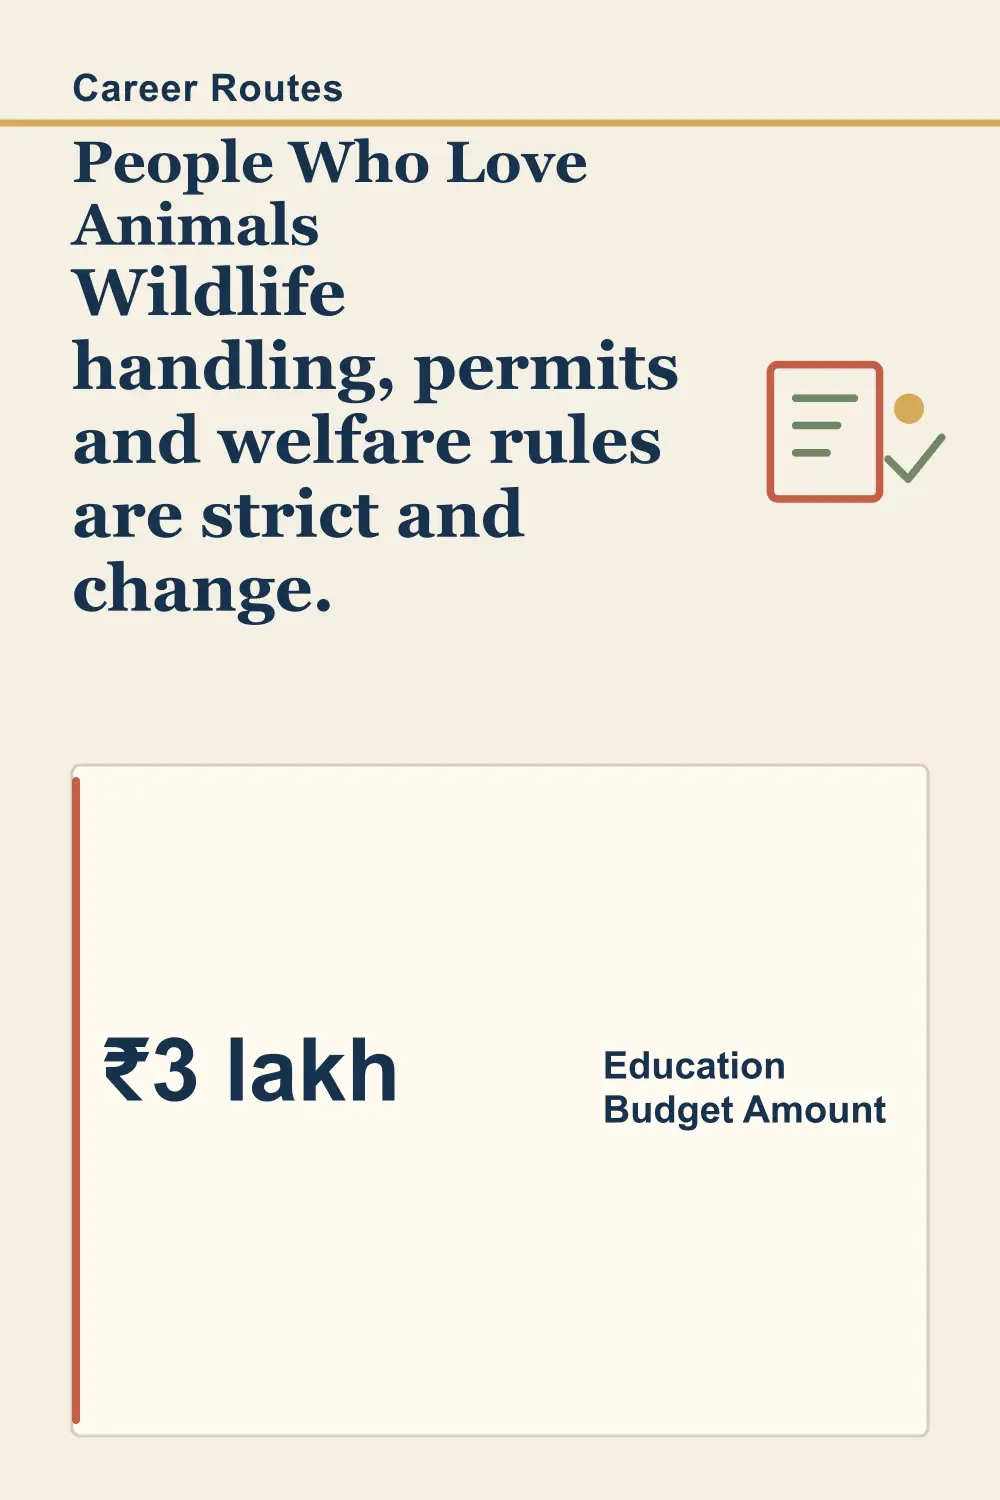 Career Routes
People Who Love
Animals
Wildlife
handling, permits
and welfare rules
are strict and
change.
₹3 lakh
Education
Budget Amount